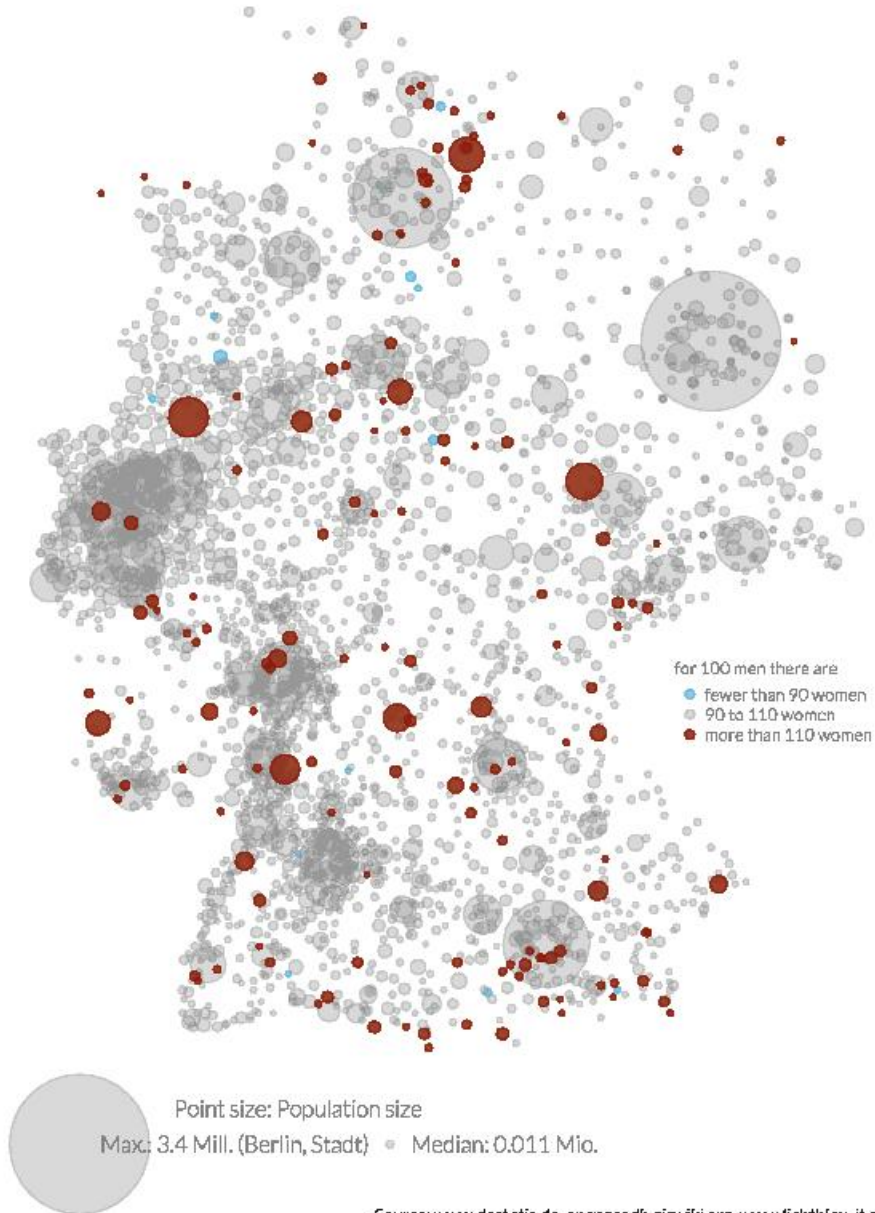 for 100 men there are
fewer than 90 women
90 to 110 women
more than 110 women
Point size: Population size
Max.: 3.4 Mill. (Berlin, Stadt) Median: 0.011 Mio.